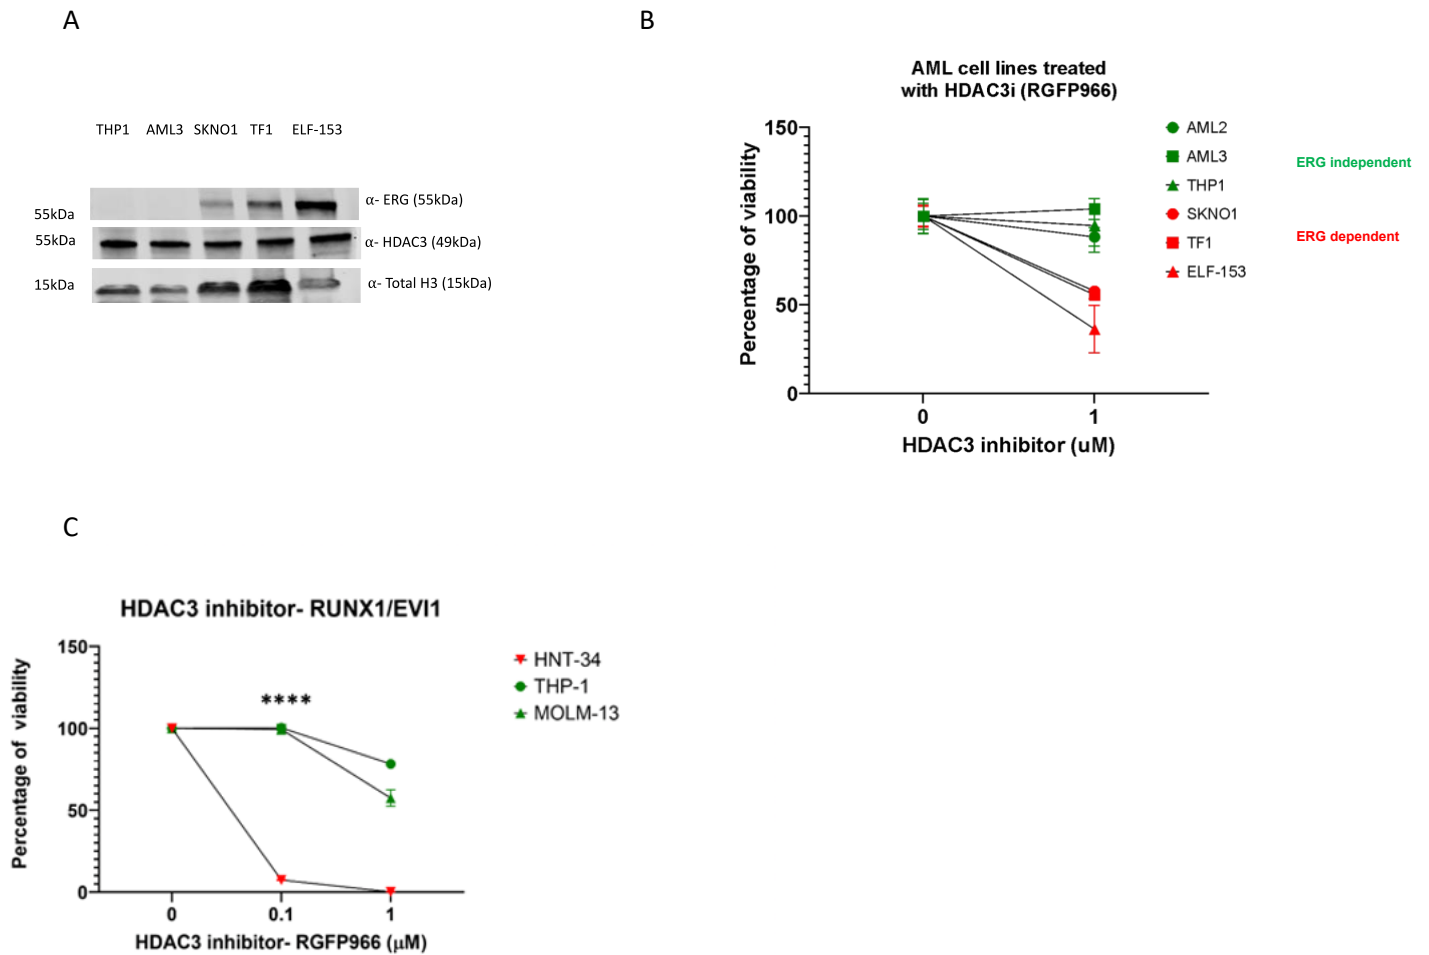 A
THP1 AML3 SKNO1 TF1 ELF-153
α- ERG (55kDa)
55kDa
55kDa
α- HDAC3 (49kDa)
15kDa
α- Total H3 (15kDa)
B
AML cell lines treated
with HDAC3i (RGFP966)
Percentage of viability
150
100
50
0
0 1
HDAC3 inhibitor (uM)
AML2
AML3
THP1
SKNO1
TF1
ELF-153
ERG independent
ERG dependent
C
HDAC3 inhibitor- RUNX1/EVI1
Percentage of viability
150
100
50
0
****
0 0.1 1
HDAC3 inhibitor- RGFP966 (μM)
HNT-34
THP-1
MOLM-13